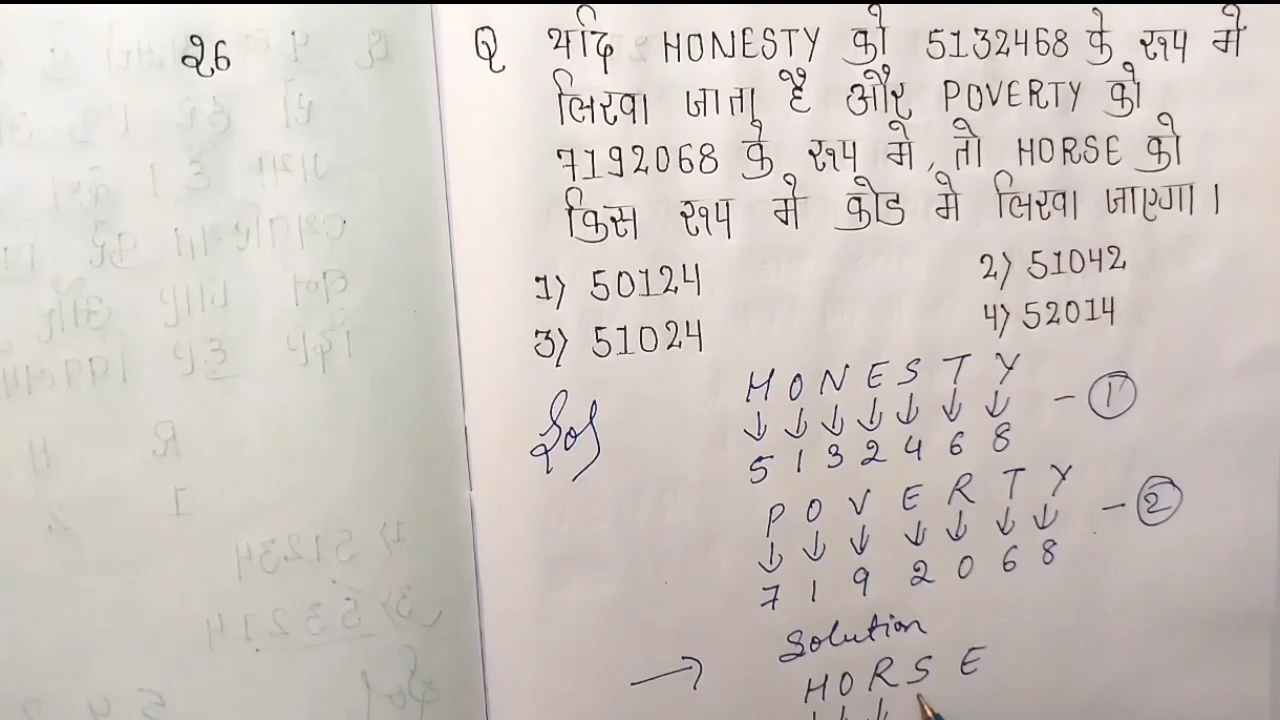 26
Q यदि HONESTY को 5132468 के रूप मे
लिखा जाता है और POVERTY को
7192068 के रूप मे, तो HORSE को
किस रूप मे कोड मे लिखा जाएगा।
1) 50124 2) 51042
3) 51024 4) 52014
Sol
H O N E S T Y
↓ ↓ ↓ ↓ ↓ ↓ ↓ - ①
5 1 3 2 4 6 8
P O V E R T Y
↓ ↓ ↓ ↓ ↓ ↓ ↓ - ②
7 1 9 2 0 6 8
Solution
→ H O R S E
↓ ↓ ↓